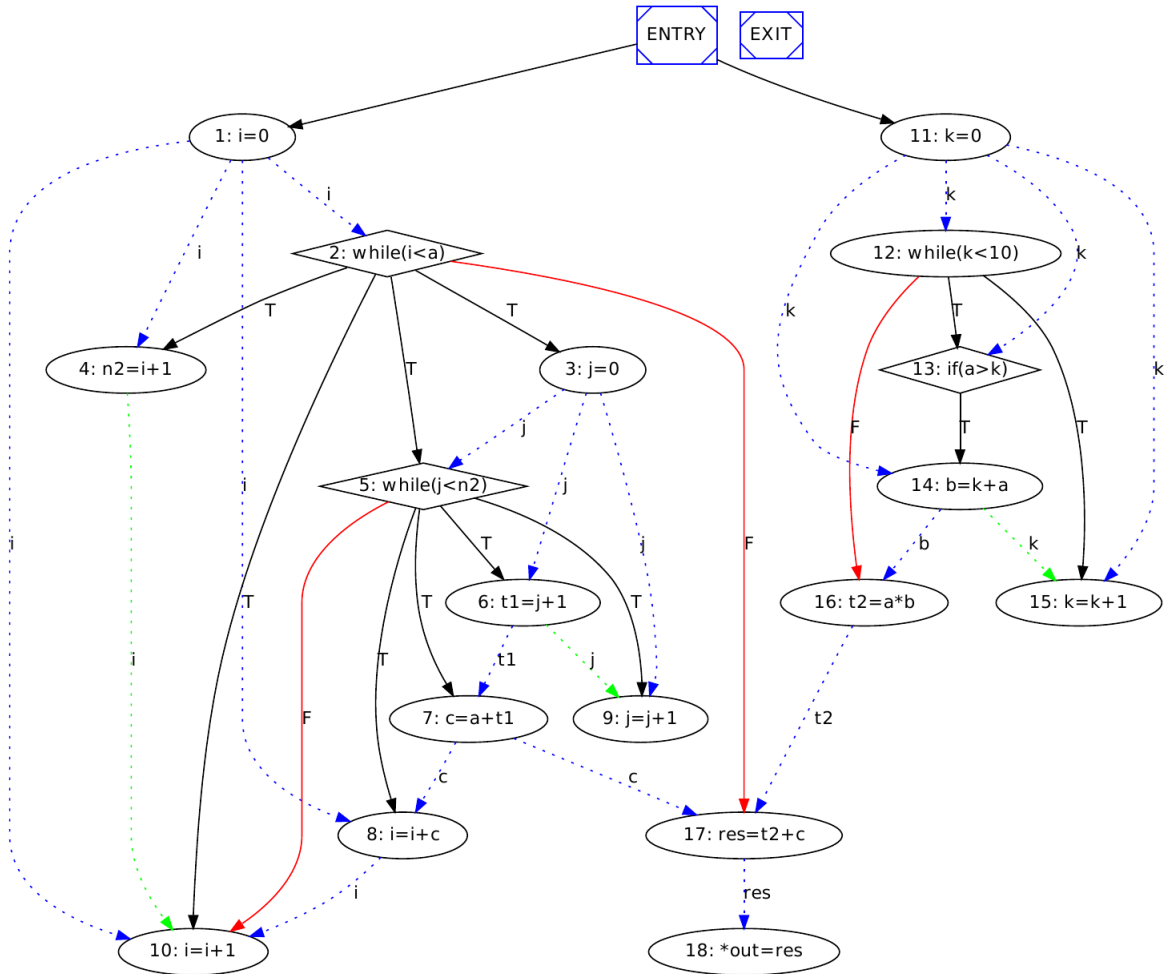 ENTRY
EXIT
1: i=0
11: k=0
i
k
i
k
2: while(i<a)
12: while(k<10)
T
T
k
T
T
13: if(a>k)
4: n2=i+1
3: j=0
k
j
F
T
T
5: while(j<n2)
j
i
14: b=k+a
i
T
j
F
b
k
T
T
T
6: t1=j+1
16: t2=a*b
15: k=k+1
i
T
t1
j
F
7: c=a+t1
9: j=j+1
t2
c
c
8: i=i+c
17: res=t2+c
i
res
10: i=i+1
18: *out=res